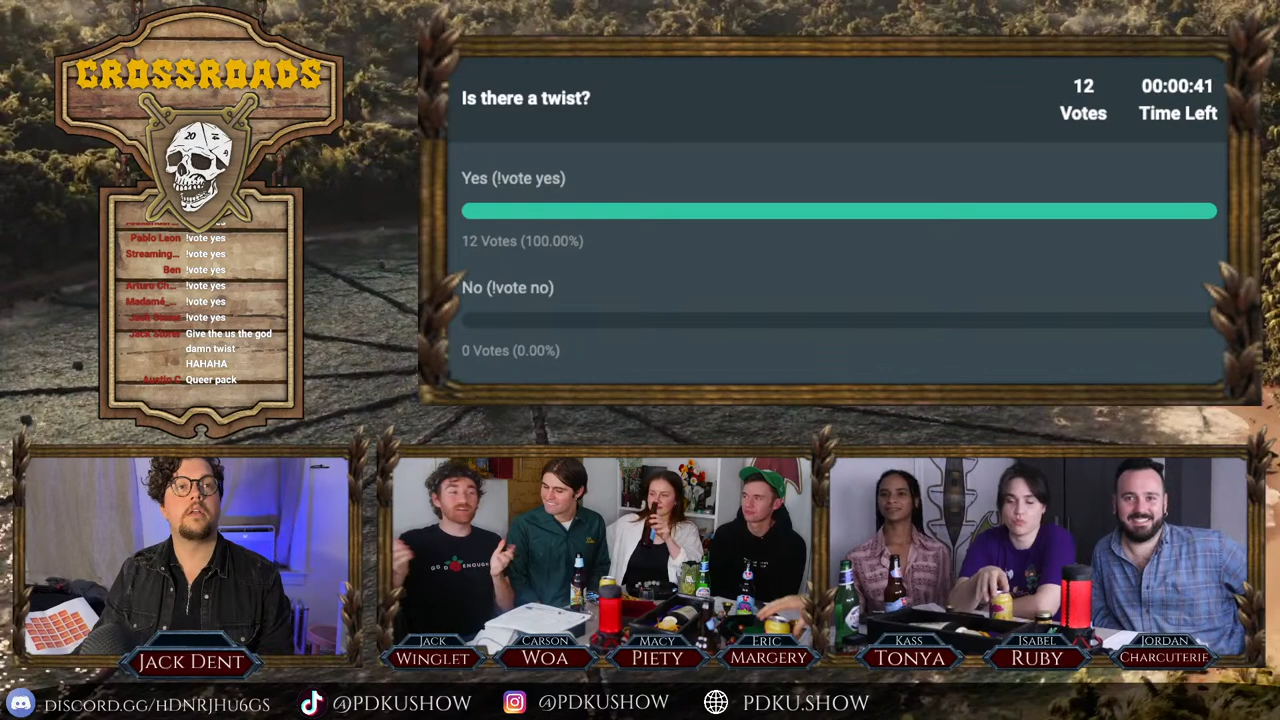 CROSSROADS
20
Pablo Leon !vote yes
Streaming... !vote yes
Ben !vote yes
Arturo Ch... !vote yes
Madamé_... !vote yes
!vote yes
Give the us the god
damn twist
HAHAHA
Austin C Queer pack
Is there a twist?
12
Votes
00:00:41
Time Left
Yes (!vote yes)
12 Votes (100.00%)
No (!vote no)
0 Votes (0.00%)
JACK DENT
JACK
WINGLET
CARSON
WOA
MACY
PIETY
ERIC
MARGERY
KASS
TONYA
ISABEL
RUBY
JORDAN
CHARCUTERIE
DISCORD.GG/HDNRJHU6GS
@PDKUSHOW
@PDKUSHOW
PDKU.SHOW